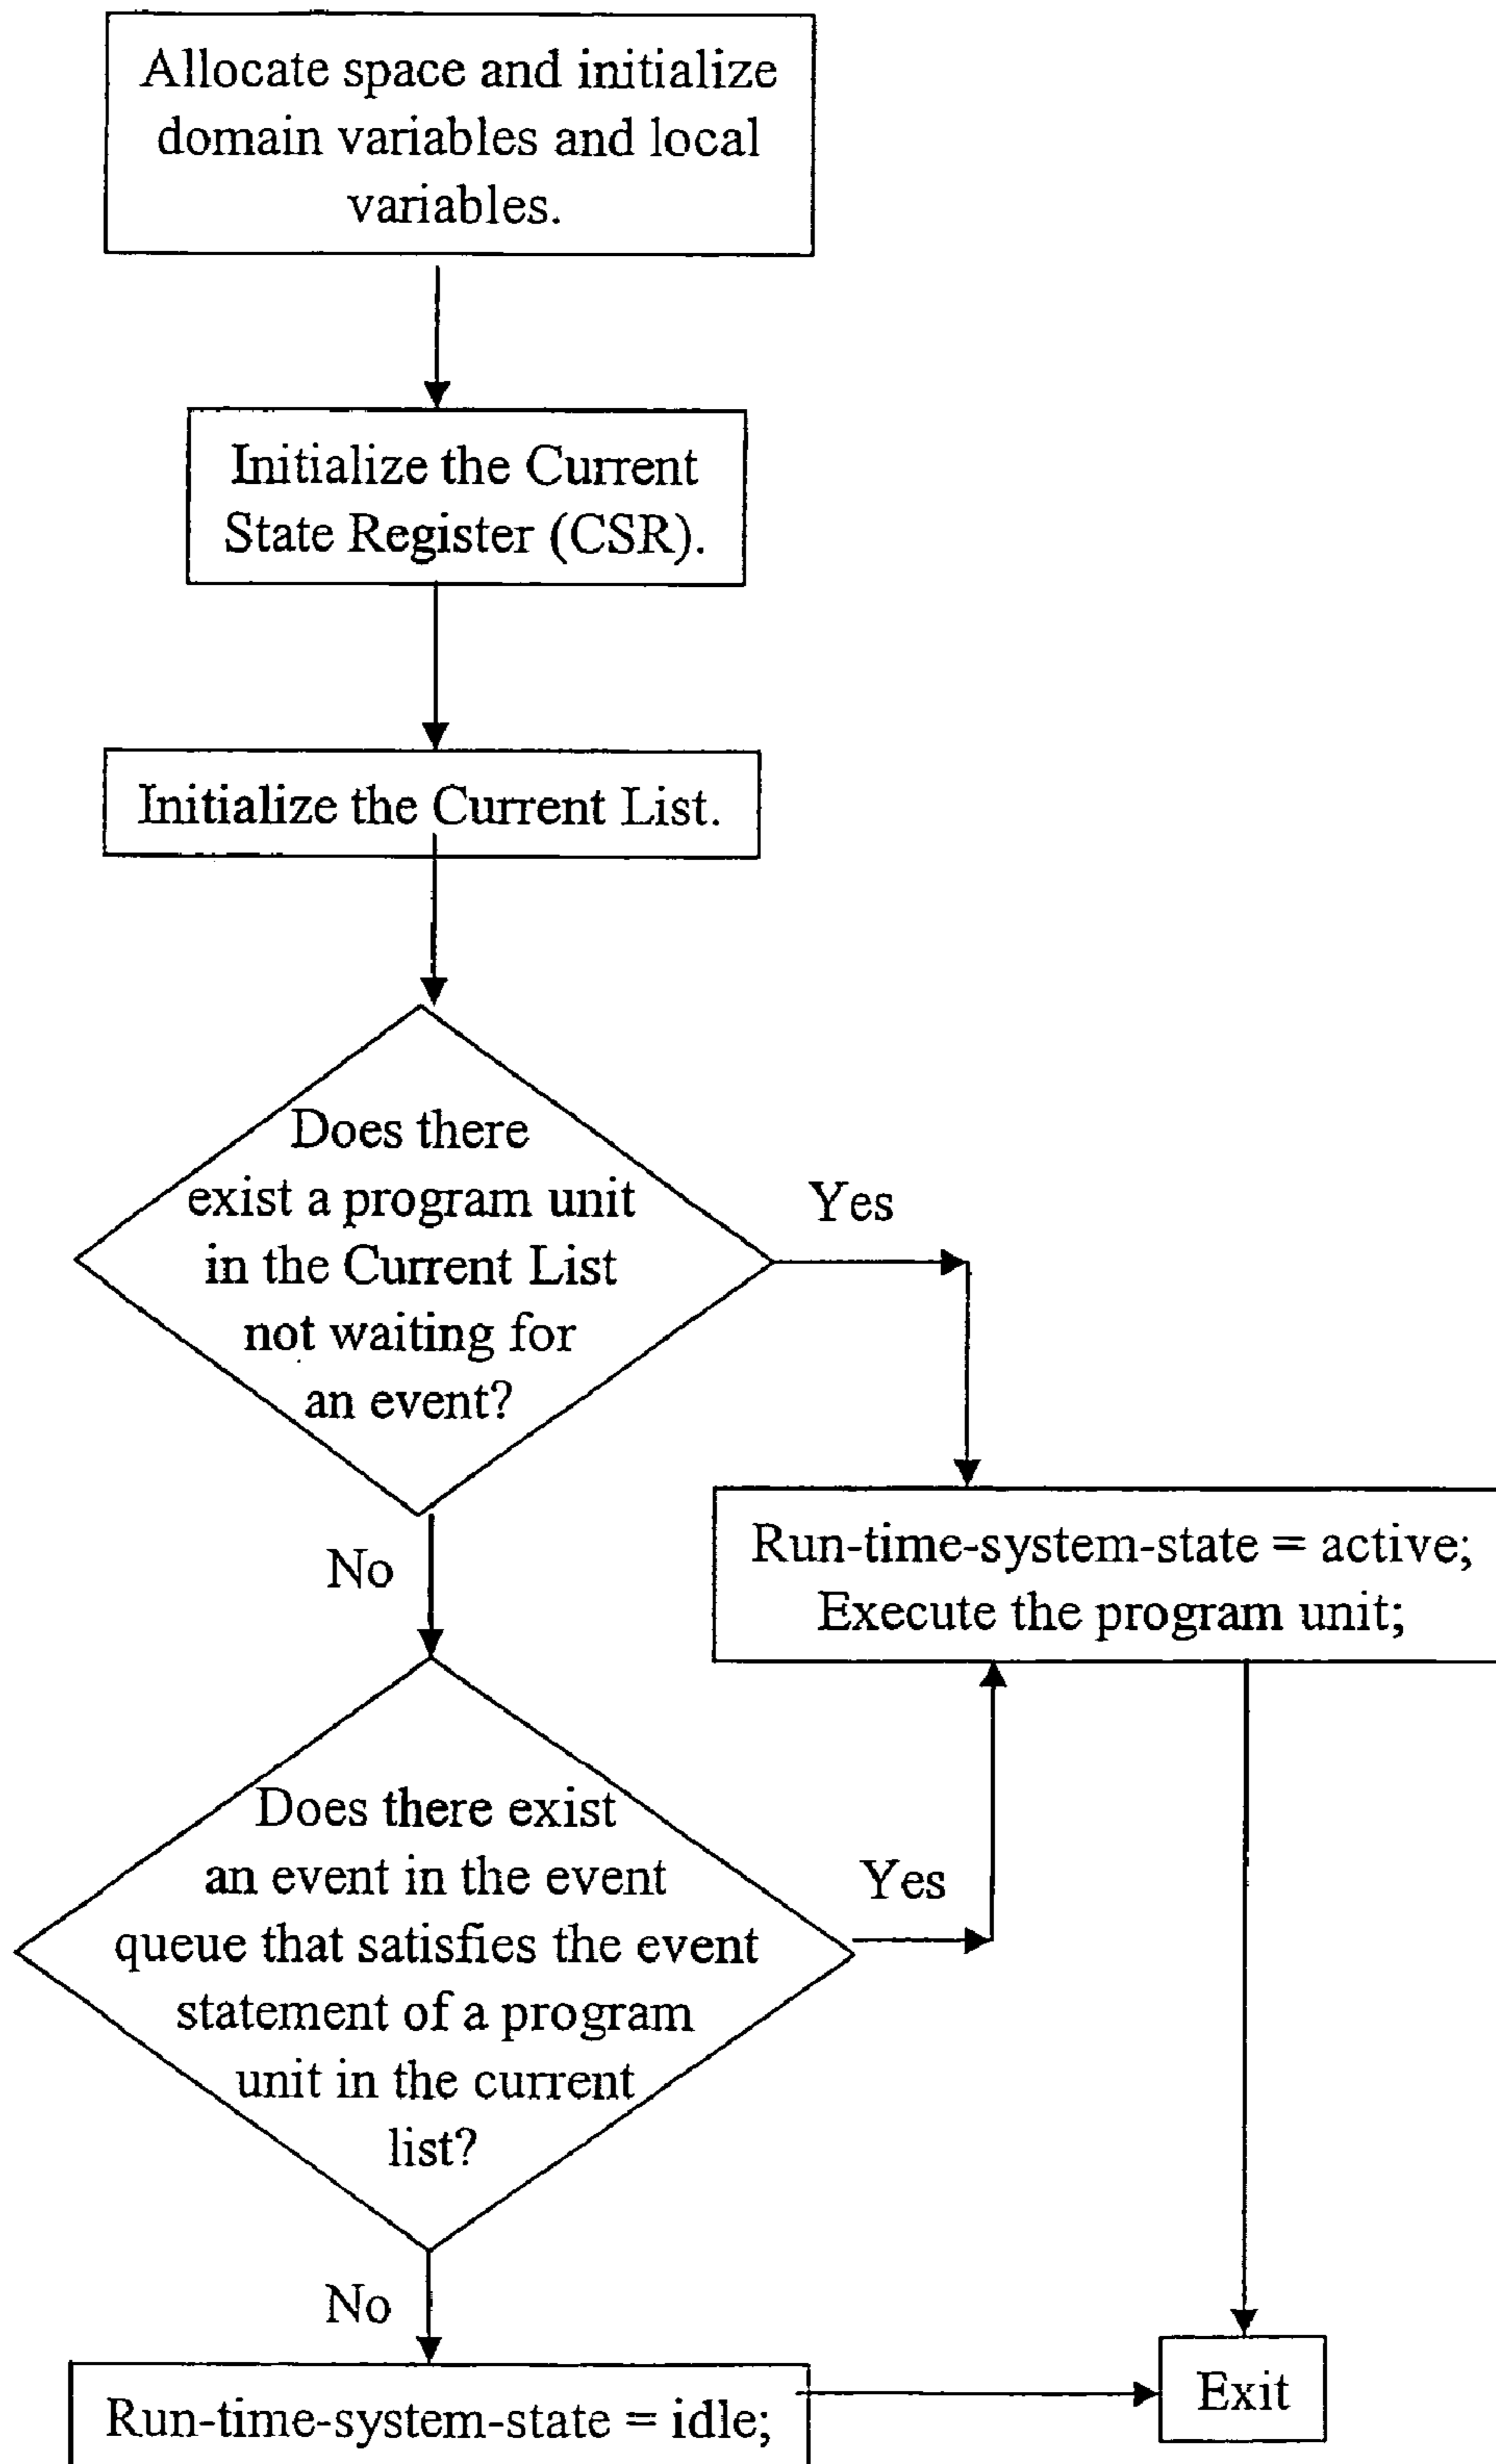 Allocate space and initialize
domain variables and local
variables.
Initialize the Current
State Register (CSR).
Initialize the Current List.
Does there
exist a program unit
in the Current List
not waiting for
an event?
Yes
No
Run-time-system-state = active;
Execute the program unit;
Does there exist
an event in the event
queue that satisfies the event
statement of a program
unit in the current
list?
Yes
No
Run-time-system-state = idle;
Exit